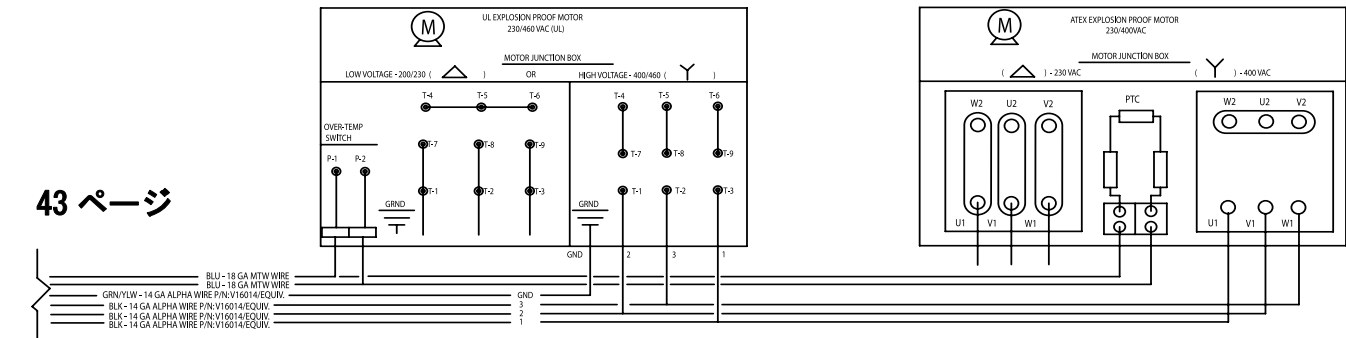 UL EXPLOSION PROOF MOTOR
230/460 VAC (UL)
M
MOTOR JUNCTION BOX
LOW VOLTAGE - 200/230 ( )
OR
HIGH VOLTAGE - 400/460 ( )
T-4 T-5 T-6
T-4 T-5 T-6
OVER-TEMP
SWITCH
P-1 P-2
T-7 T-8 T-9
T-7 T-8 T-9
T-1 T-2 T-3
T-1 T-2 T-3
GRND
GRND
GND 2 3 1
ATEX EXPLOSION PROOF MOTOR
230/400VAC
M
MOTOR JUNCTION BOX
( ) - 230 VAC
( ) - 400 VAC
W2 U2 V2
PTC
W2 U2 V2
U1 V1 W1
U1 V1 W1
43 ページ
BLU - 18 GA MTW WIRE
BLU - 18 GA MTW WIRE
GRN/YLW - 14 GA ALPHA WIRE P/N: V16014/EQUIV. GND
BLK - 14 GA ALPHA WIRE P/N: V16014/EQUIV. 3
BLK - 14 GA ALPHA WIRE P/N: V16014/EQUIV. 2
BLK - 14 GA ALPHA WIRE P/N: V16014/EQUIV. 1